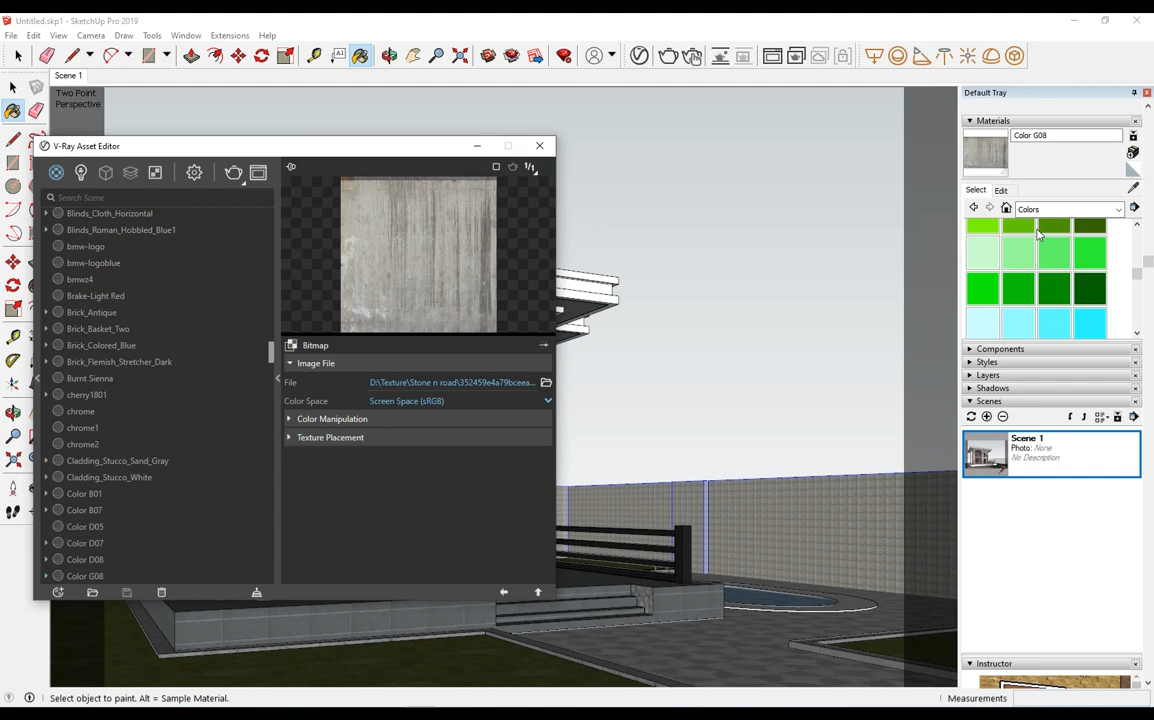 Untitled.skp1 - SketchUp Pro 2019
File Edit View Camera Draw Tools Window Extensions Help
Scene 1
Two Point
Perspective
V-Ray Asset Editor
1/1
Search Scene
Blinds_Cloth_Horizontal
Blinds_Roman_Hobbled_Blue1
bmw-logo
bmw-logoblue
bmwz4
Brake-Light Red
Brick_Antique
Brick_Basket_Two
Brick_Colored_Blue
Brick_Flemish_Stretcher_Dark
Burnt Sienna
cherry1801
chrome
chrome1
chrome2
Cladding_Stucco_Sand_Gray
Cladding_Stucco_White
Color B01
Color B07
Color D05
Color D07
Color D08
Color G08
Bitmap
Image File
File D:\Texture\Stone n road\352459e4a79bceea...
Color Space Screen Space (sRGB)
Color Manipulation
Texture Placement
Default Tray
Materials
Color G08
Select Edit
Colors
Components
Styles
Layers
Shadows
Scenes
Scene 1
Photo: None
No Description
Instructor
Select object to paint. Alt = Sample Material.
Measurements